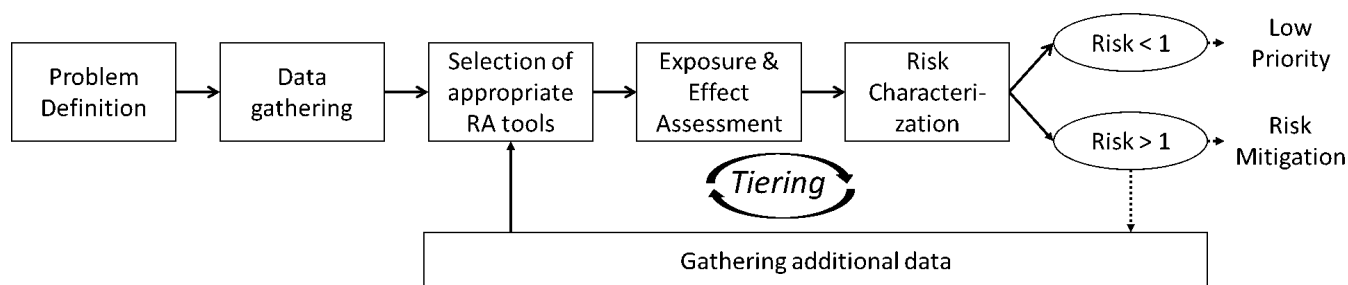 Problem
Definition
Data
gathering
Selection of
appropriate
RA tools
Exposure &
Effect
Assessment
Risk
Characteri-
zation
Risk < 1
Low
Priority
Risk > 1
Risk
Mitigation
Tiering
Gathering additional data